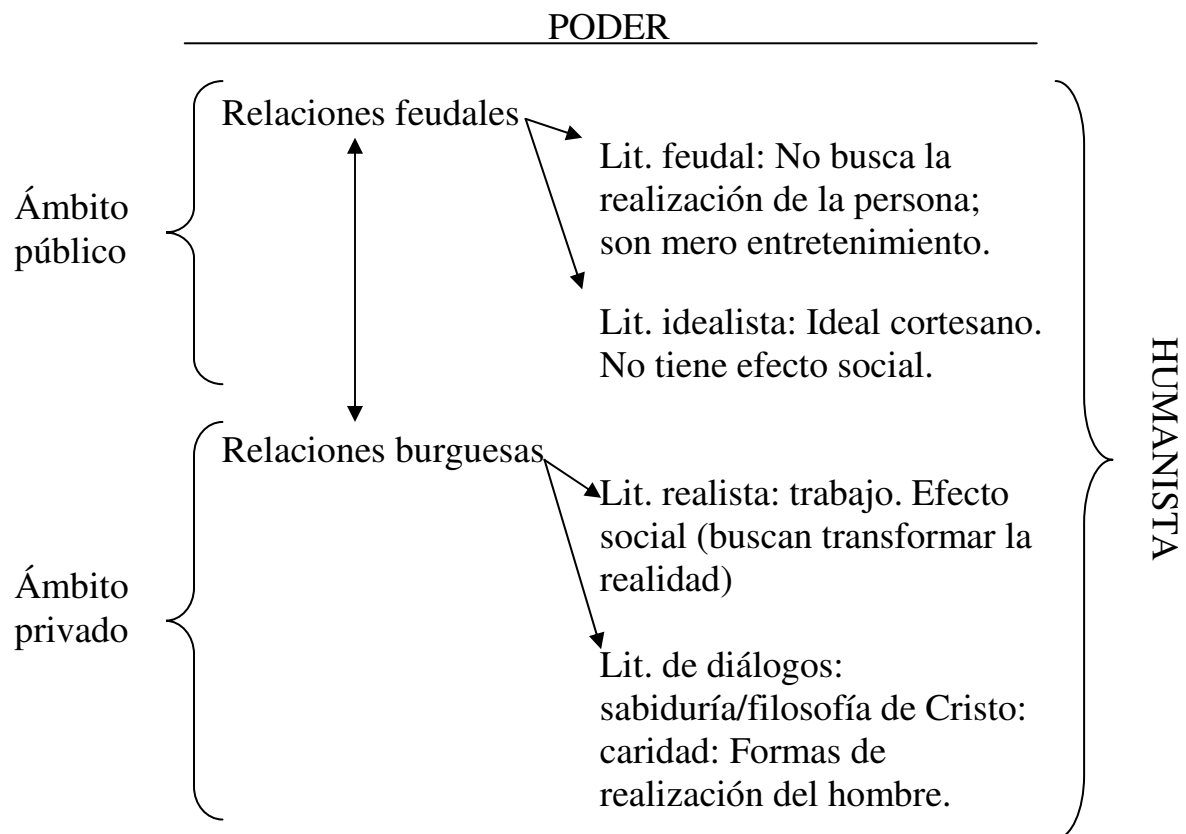 PODER
Relaciones feudales
Lit. feudal: No busca la
realización de la persona;
son mero entretenimiento.
Ámbito
público
Lit. idealista: Ideal cortesano.
No tiene efecto social.
HUMANISTA
Relaciones burguesas
Lit. realista: trabajo. Efecto
social (buscan transformar la
realidad)
Ámbito
privado
Lit. de diálogos:
sabiduría/filosofía de Cristo:
caridad: Formas de
realización del hombre.